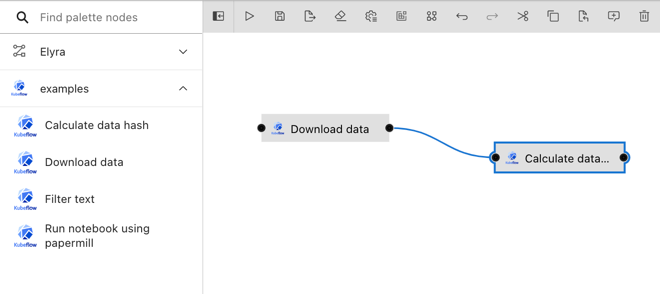 Find palette nodes
Elyra
examples
Kubeflow
Calculate data hash
Kubeflow
Download data
Kubeflow
Filter text
Kubeflow
Run notebook using
papermill
Kubeflow
Download data
Calculate data...